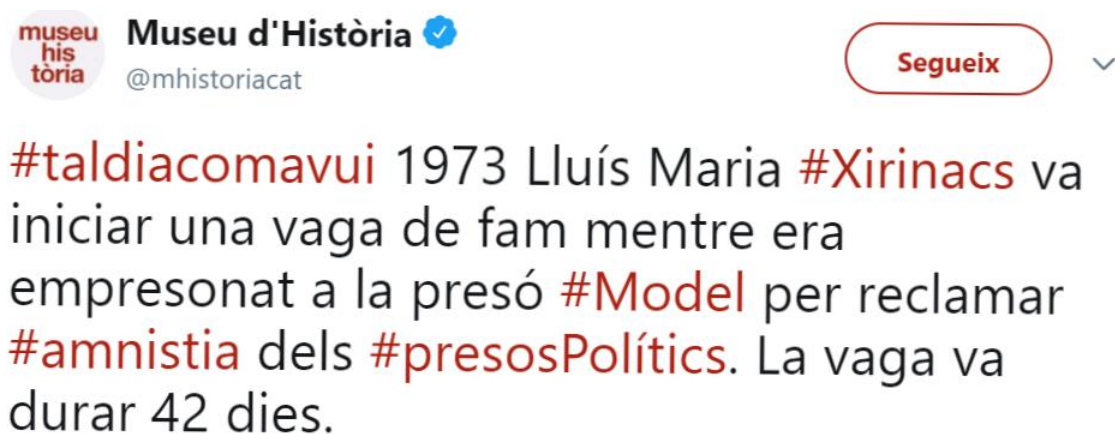 museu
his
tòria
Museu d'Història
@mhistoriacat
Segueix
#taldiacomavui 1973 Lluís Maria #Xirinacs va
iniciar una vaga de fam mentre era
empresonat a la presó #Model per reclamar
#amnistia dels #presosPolítics. La vaga va
durar 42 dies.